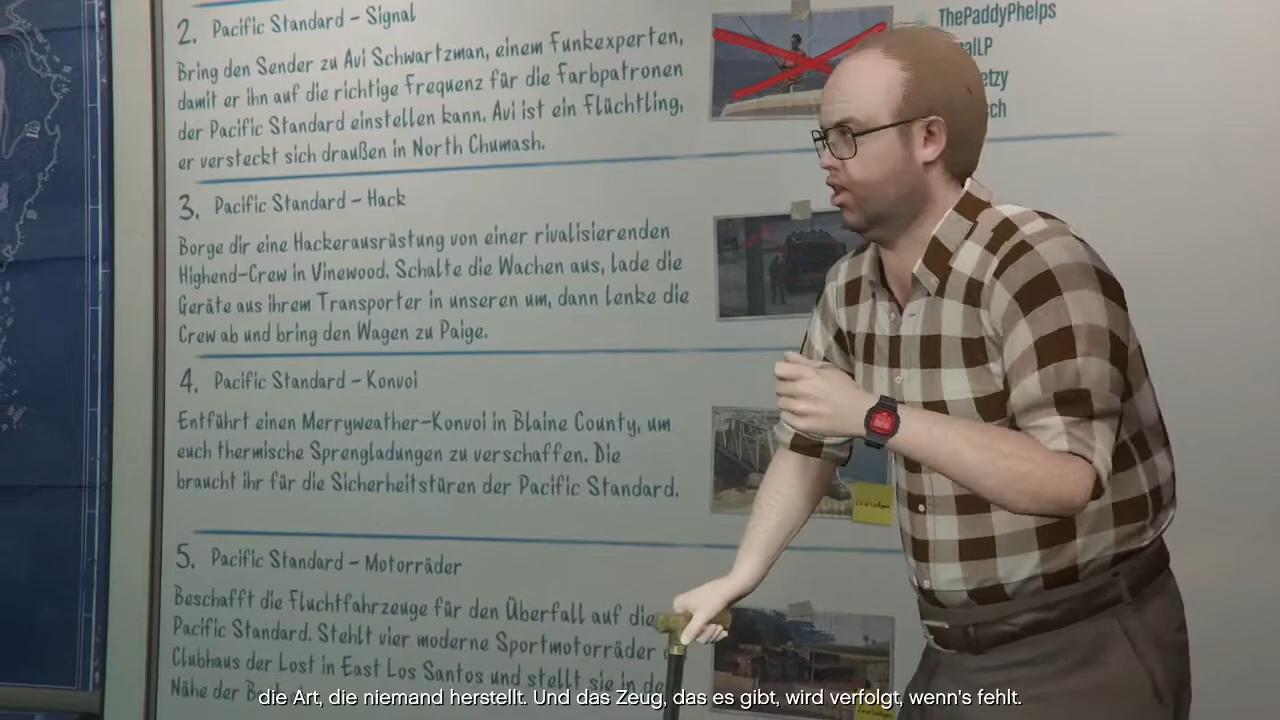 2. Pacific Standard - Signal
Bring den Sender zu Avi Schwartzman, einem Funkexperten,
damit er ihn auf die richtige Frequenz für die Farbpatronen
der Pacific Standard einstellen kann. Avi ist ein Flüchtling,
er versteckt sich draußen in North Chumash.
ThePaddyPhelps
3. Pacific Standard - Hack
Borge dir eine Hackerausrüstung von einer rivalisierenden
Highend-Crew in Vinewood. Schalte die Wachen aus, lade die
Geräte aus ihrem Transporter in unseren um, dann lenke die
Crew ab und bring den Wagen zu Paige.
4. Pacific Standard - Konvoi
Entführt einen Merryweather-Konvoi in Blaine County, um
euch thermische Sprengladungen zu verschaffen. Die
braucht ihr für die Sicherheitstüren der Pacific Standard.
5. Pacific Standard - Motorräder
Beschafft die Fluchtfahrzeuge für den Überfall auf die
Pacific Standard. Stehlt vier moderne Sportmotorräder
Clubhaus der Lost in East Los Santos und stellt sie in de
Nähe der
die Art, die niemand herstellt. Und das Zeug, das es gibt, wird verfolgt, wenn's fehlt.